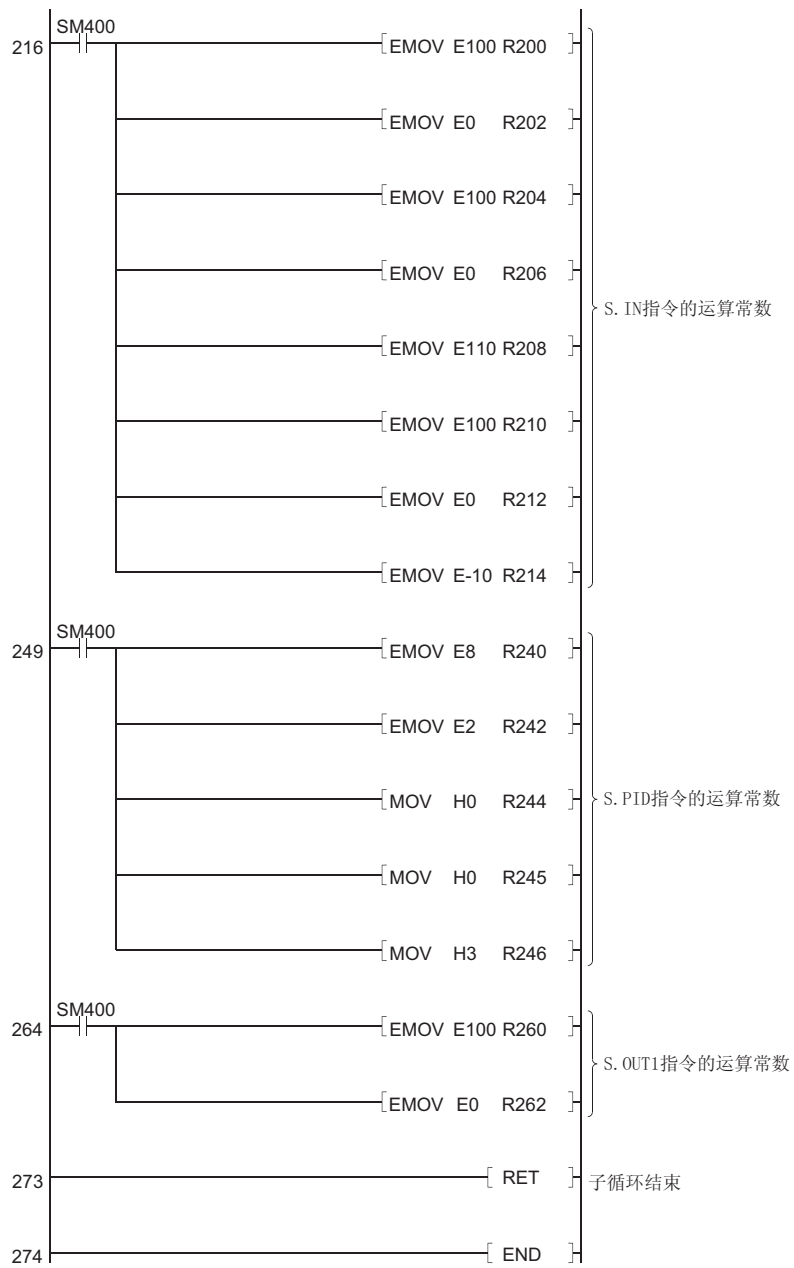 SM400
216 [EMOV E100 R200 ]
[EMOV E0 R202 ]
[EMOV E100 R204 ]
[EMOV E0 R206 ]
S.IN指令的运算常数
[EMOV E110 R208 ]
[EMOV E100 R210 ]
[EMOV E0 R212 ]
[EMOV E-10 R214 ]
SM400
249 [EMOV E8 R240 ]
[EMOV E2 R242 ]
[MOV H0 R244 ] S.PID指令的运算常数
[MOV H0 R245 ]
[MOV H3 R246 ]
SM400
264 [EMOV E100 R260 ]
S.OUT1指令的运算常数
[EMOV E0 R262 ]
273 [ RET ] 子循环结束
274 [ END ]